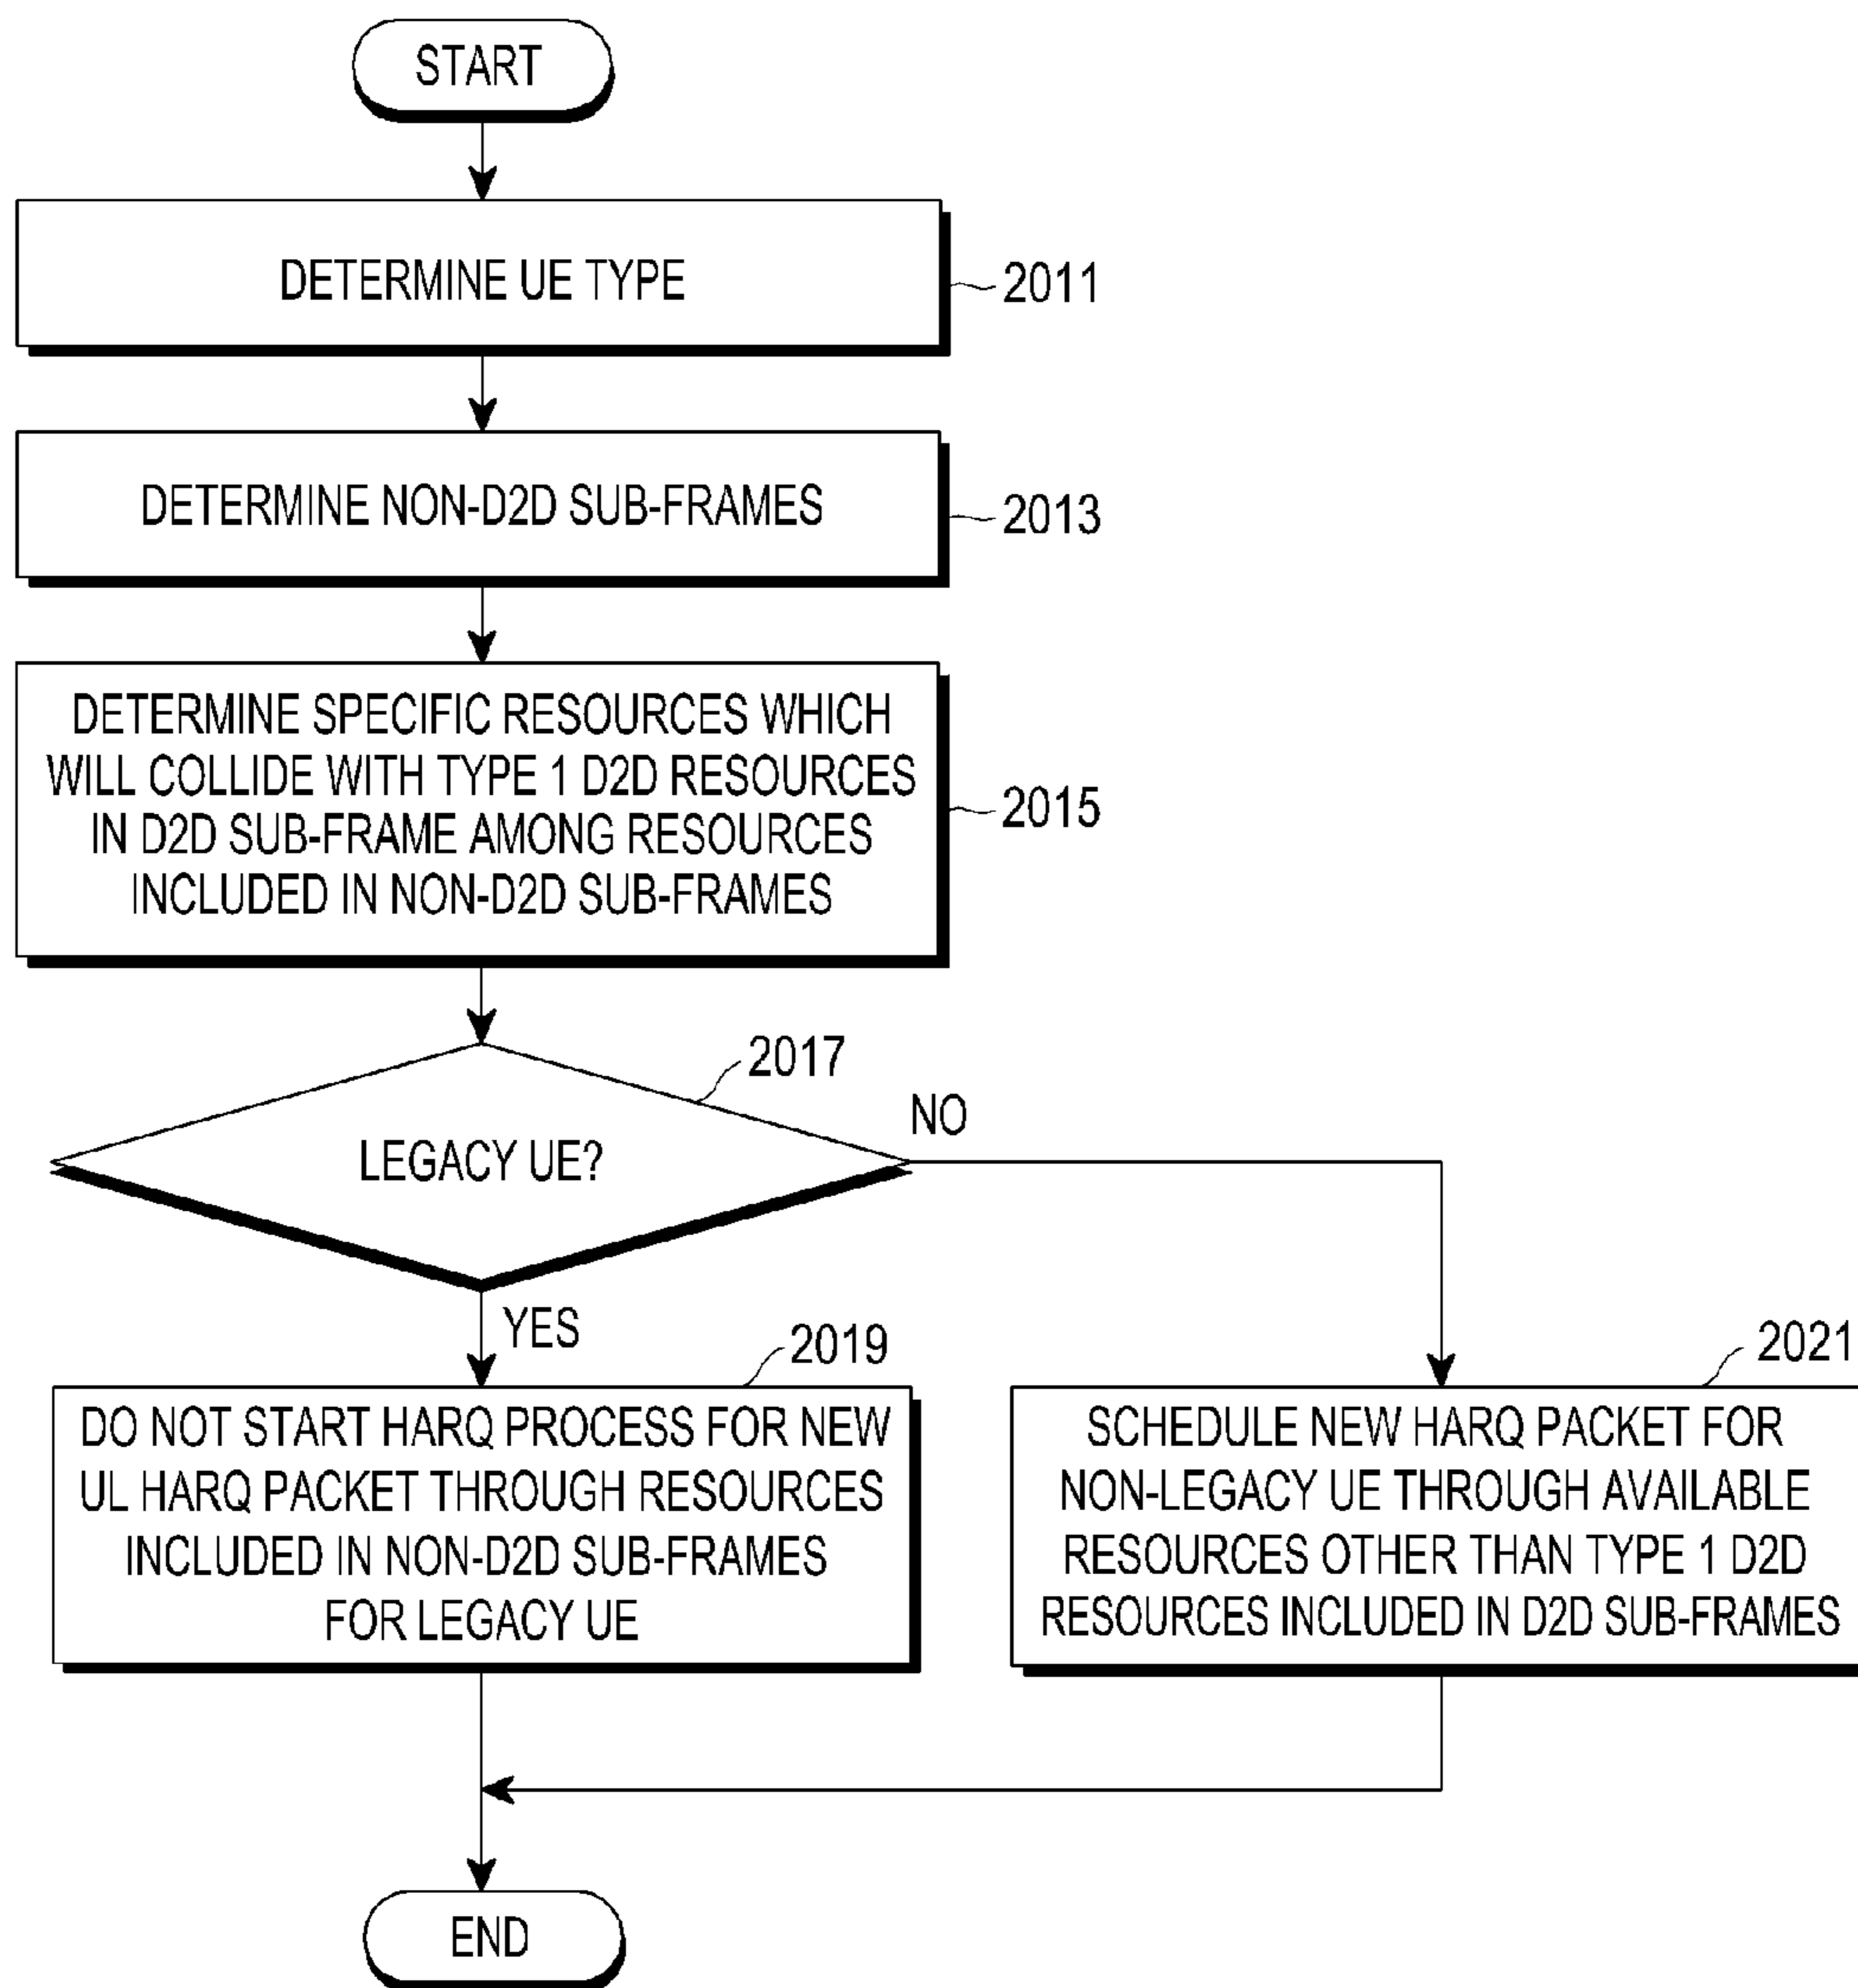 START
DETERMINE UE TYPE
2011
DETERMINE NON-D2D SUB-FRAMES
2013
DETERMINE SPECIFIC RESOURCES WHICH
WILL COLLIDE WITH TYPE 1 D2D RESOURCES
IN D2D SUB-FRAME AMONG RESOURCES
INCLUDED IN NON-D2D SUB-FRAMES
2015
2017
LEGACY UE?
NO
YES
2019
DO NOT START HARQ PROCESS FOR NEW
UL HARQ PACKET THROUGH RESOURCES
INCLUDED IN NON-D2D SUB-FRAMES
FOR LEGACY UE
2021
SCHEDULE NEW HARQ PACKET FOR
NON-LEGACY UE THROUGH AVAILABLE
RESOURCES OTHER THAN TYPE 1 D2D
RESOURCES INCLUDED IN D2D SUB-FRAMES
END